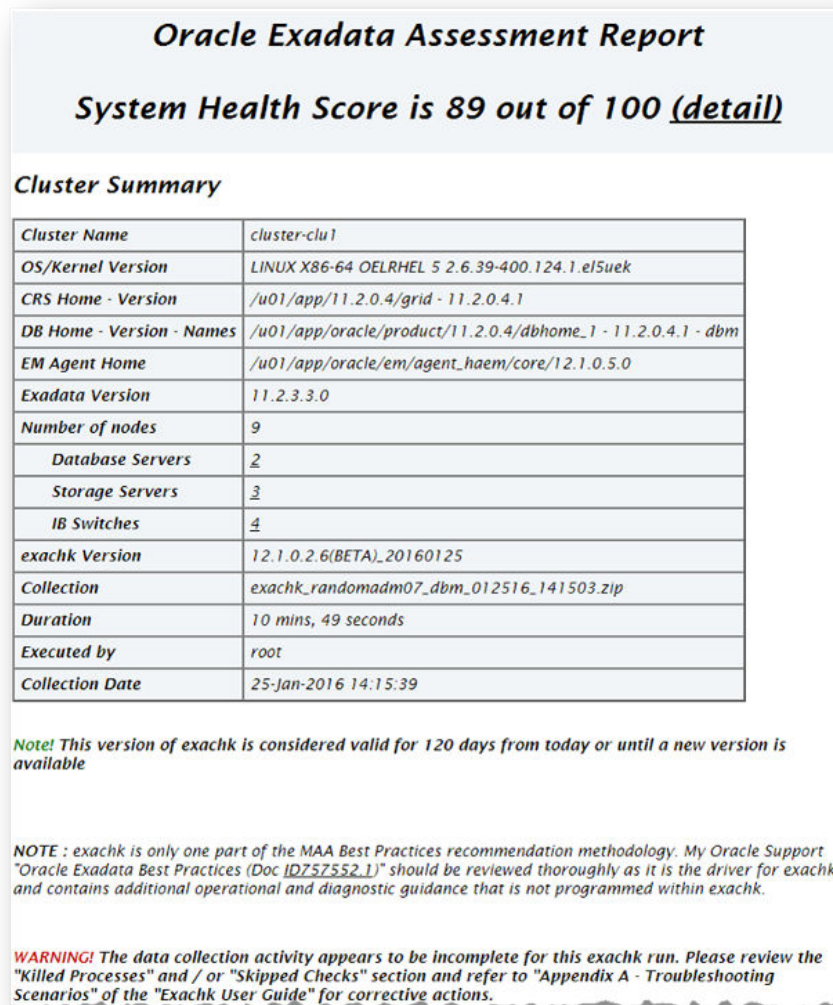 Oracle Exadata Assessment Report
System Health Score is 89 out of 100 (detail)
Cluster Summary
Cluster Name cluster-clu1
OS/Kernel Version LINUX X86-64 OELRHEL 5 2.6.39-400.124.1.el5uek
CRS Home - Version /u01/app/11.2.0.4/grid - 11.2.0.4.1
DB Home - Version - Names /u01/app/oracle/product/11.2.0.4/dbhome_1 - 11.2.0.4.1 - dbm
EM Agent Home /u01/app/oracle/em/agent_haem/core/12.1.0.5.0
Exadata Version 11.2.3.3.0
Number of nodes 9
Database Servers 2
Storage Servers 3
IB Switches 4
exachk Version 12.1.0.2.6(BETA)_20160125
Collection exachk_randomadm07_dbm_012516_141503.zip
Duration 10 mins, 49 seconds
Executed by root
Collection Date 25-Jan-2016 14:15:39
Note! This version of exachk is considered valid for 120 days from today or until a new version is
available
NOTE : exachk is only one part of the MAA Best Practices recommendation methodology. My Oracle Support
"Oracle Exadata Best Practices (Doc ID757552.1)" should be reviewed thoroughly as it is the driver for exachk
and contains additional operational and diagnostic guidance that is not programmed within exachk.
WARNING! The data collection activity appears to be incomplete for this exachk run. Please review the
"Killed Processes" and / or "Skipped Checks" section and refer to "Appendix A - Troubleshooting
Scenarios" of the "Exachk User Guide" for corrective actions.